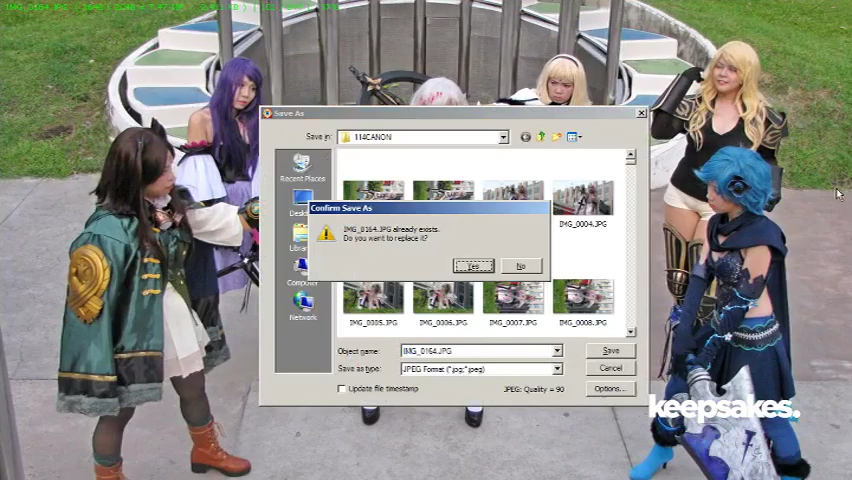 IMG_0164.JPG
Save As
Save in:
114CANON
Recent Places
Computer
Network
IMG_0004.JPG
Confirm Save As
IMG_0164.JPG already exists.
Do you want to replace it?
Yes
No
IMG_0005.JPG
IMG_0006.JPG
IMG_0007.JPG
IMG_0008.JPG
Object name:
IMG_0164.JPG
Save
Save as type:
JPEG Format (*.jpg;*.jpeg)
Cancel
Update file timestamp
JPEG: Quality = 90
Options...
keepsakes.